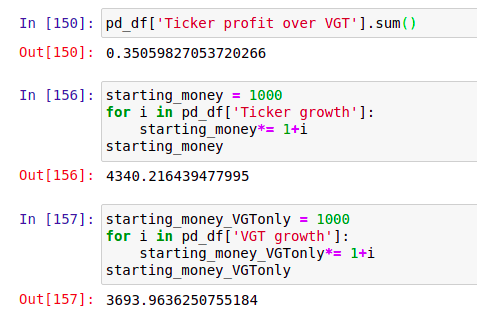 In [150]: pd_df['Ticker profit over VGT'].sum()
Out[150]: 0.35059827053720266
In [156]: starting_money = 1000
for i in pd_df['Ticker growth']:
    starting_money*= 1+i
starting_money
Out[156]: 4340.216439477995
In [157]: starting_money_VGTonly = 1000
for i in pd_df['VGT growth']:
    starting_money_VGTonly*= 1+i
starting_money_VGTonly
Out[157]: 3693.9636250755184